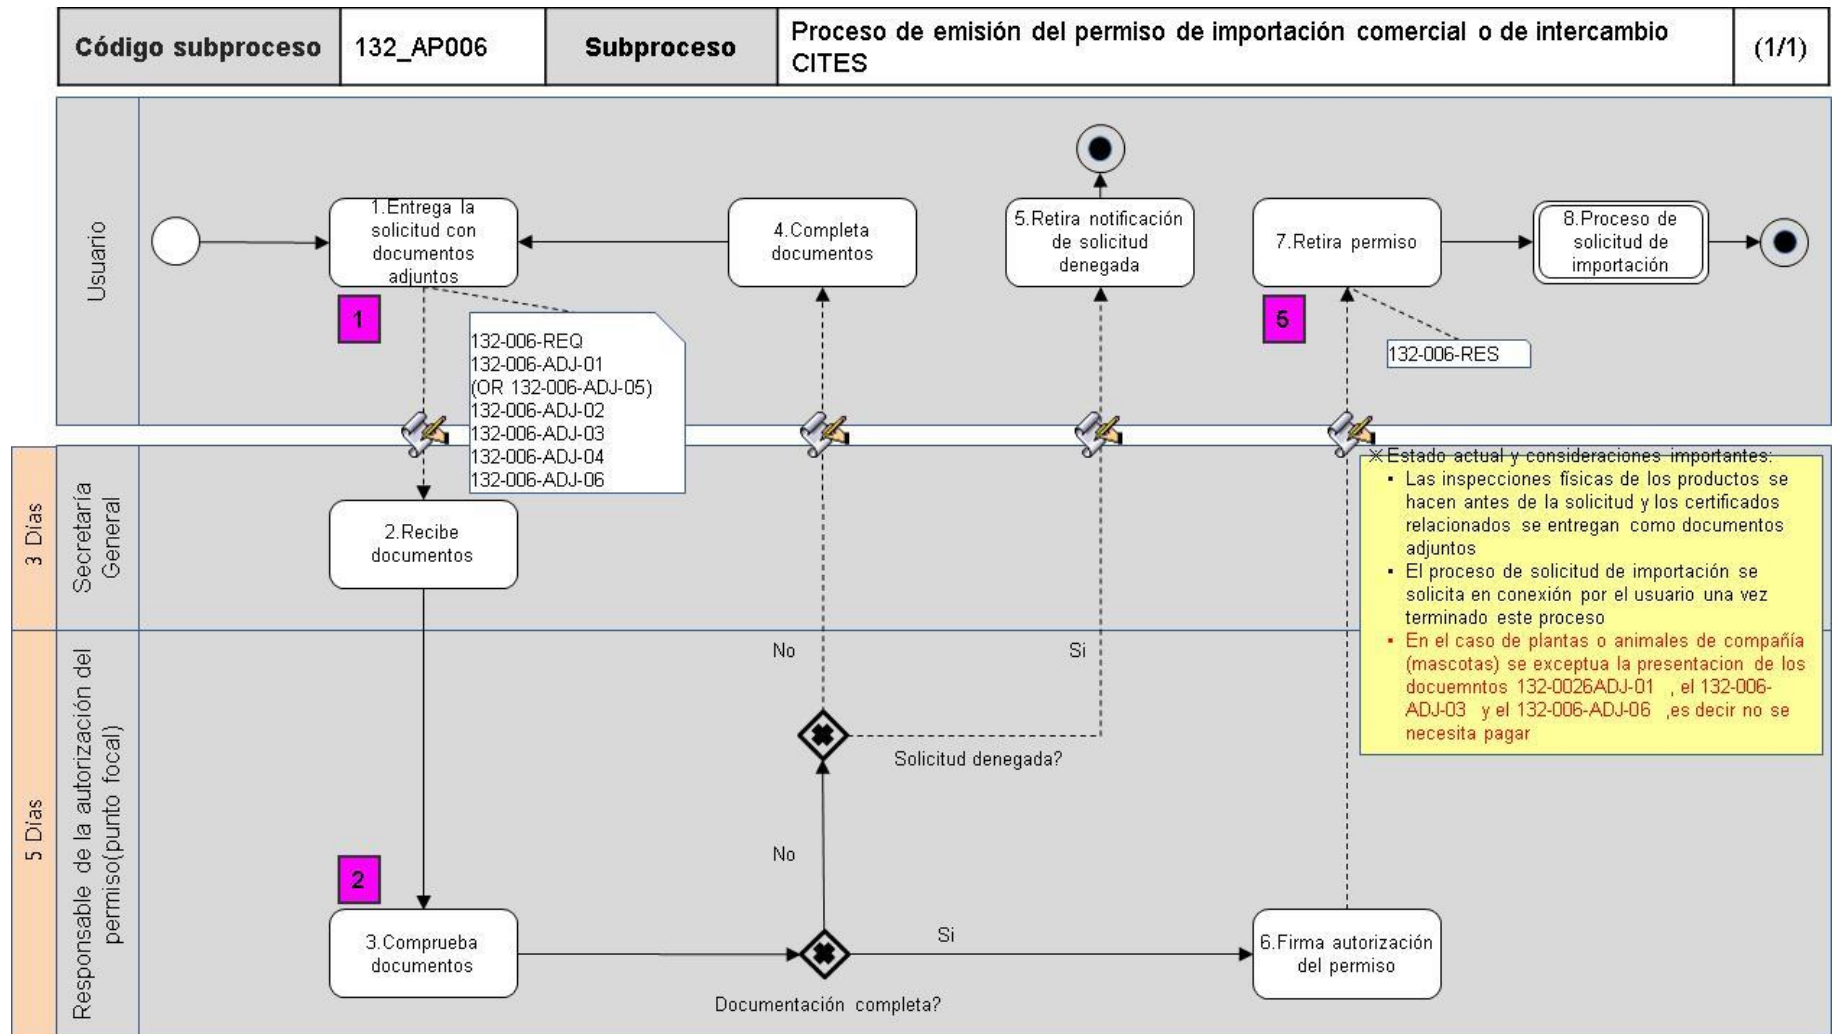 Código subproceso
132_AP006
Subproceso
Proceso de emisión del permiso de importación comercial o de intercambio
CITES
(1/1)
Usuario
1.Entrega la
solicitud con
documentos
adjuntos
4.Completa
documentos
5.Retira notificación
de solicitud
denegada
7.Retira permiso
8.Proceso de
solicitud de
importación
1
5
132-006-REQ
132-006-ADJ-01
(OR 132-006-ADJ-05)
132-006-ADJ-02
132-006-ADJ-03
132-006-ADJ-04
132-006-ADJ-06
132-006-RES
3 Días
Secretaría
General
2.Recibe
documentos
※Estado actual y consideraciones importantes:
▪ Las inspecciones físicas de los productos se
hacen antes de la solicitud y los certificados
relacionados se entregan como documentos
adjuntos
▪ El proceso de solicitud de importación se
solicita en conexión por el usuario una vez
terminado este proceso
▪ En el caso de plantas o animales de compañía
(mascotas) se exceptua la presentacion de los
docuemntos 132-0026ADJ-01 , el 132-006-
ADJ-03 y el 132-006-ADJ-06 ,es decir no se
necesita pagar
5 Días
Responsable de la autorización del
permiso(punto focal)
No
Si
Solicitud denegada?
No
2
3.Comprueba
documentos
Si
6.Firma autorización
del permiso
Documentación completa?